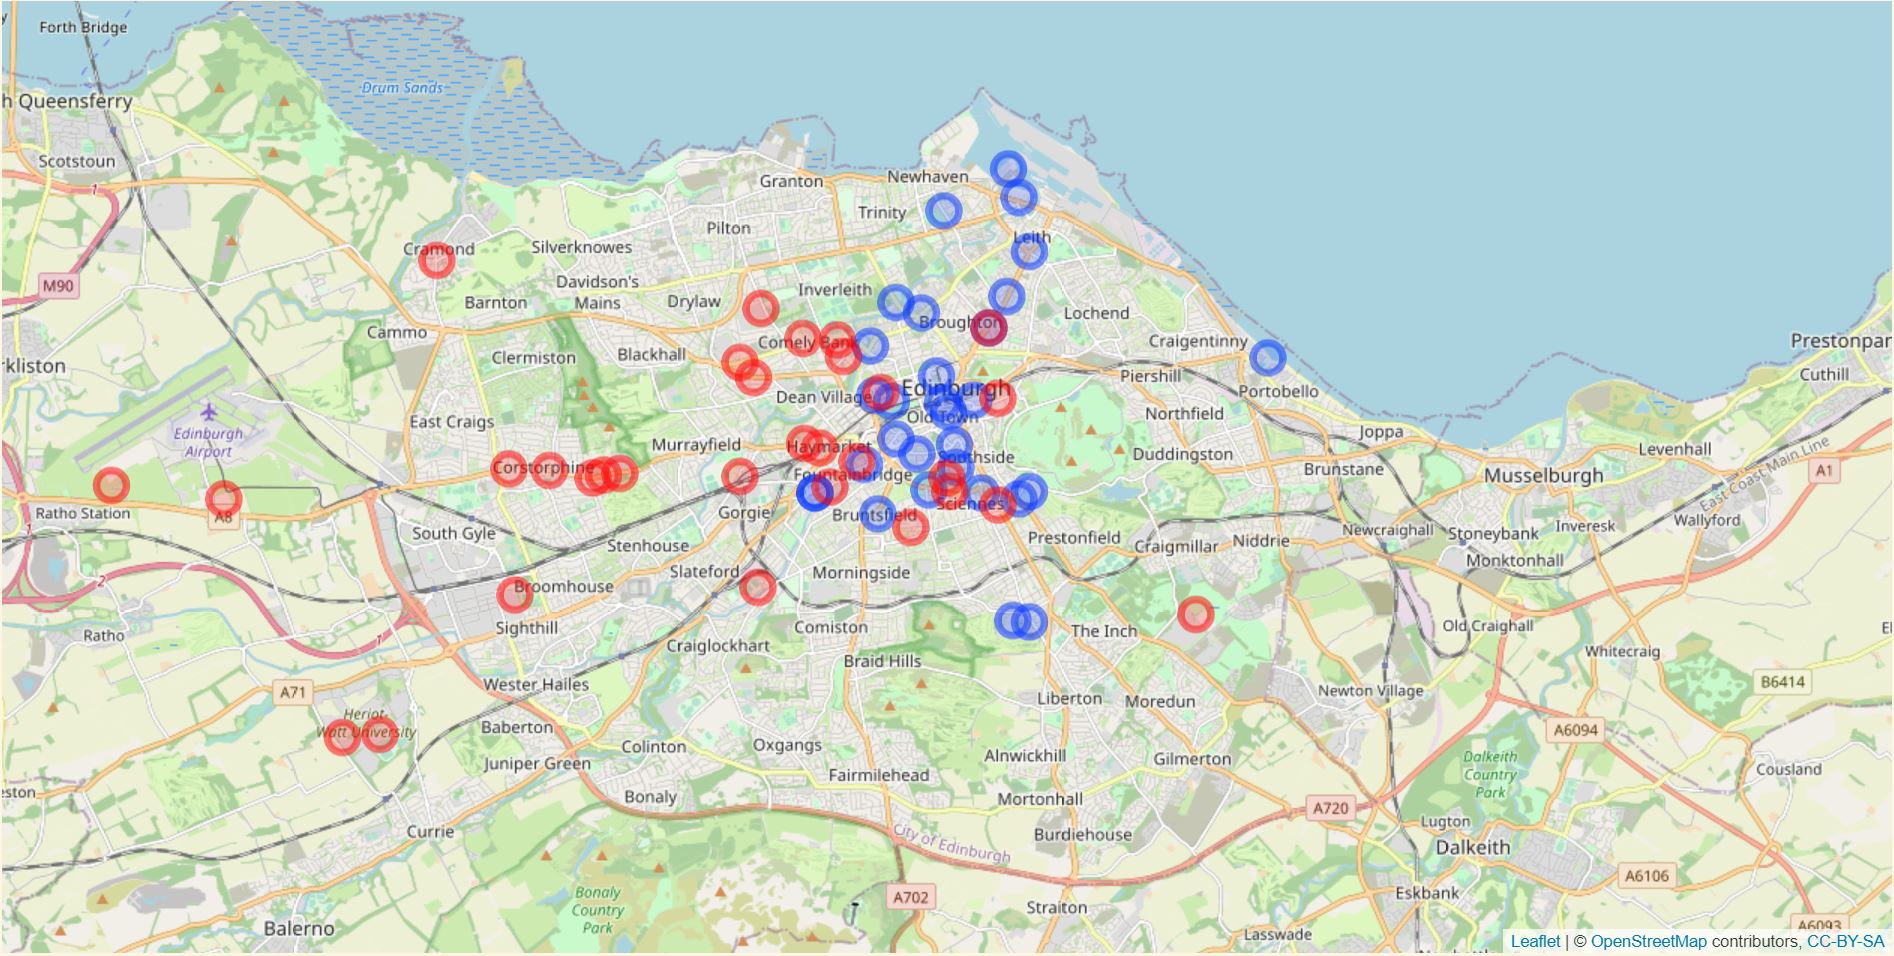 Forth Bridge
Drum Sands
h Queensferry
Scotstoun
1
Granton
Newhaven
Trinity
Pilton
Leith
Cramond
Silverknowes
M90
Davidson's
Mains
Barnton
Drylaw
Inverleith
Broughton
Lochend
Cammo
Comely Bank
Craigentinny
Prestonpar
rkliston
Clermiston
Blackhall
Piershill
Portobello
Cuthill
Edinburgh
Dean Village
Old Town
Northfield
East Craigs
Edinburgh
Airport
Murrayfield
Haymarket
Joppa
Levenhall
Corstorphine
Fountainbridge
Southside
Duddingston
Brunstane
Musselburgh
East Coast Main Line
A1
Ratho Station
A8
Gorgie
Bruntsfield
Sciennes
Newcraighall
Stoneybank
Inveresk
Wallyford
South Gyle
Stenhouse
Prestonfield
Craigmillar
Niddrie
Monktonhall
1
2
Broomhouse
Slateford
Morningside
Ratho
1
Sighthill
Comiston
The Inch
Old Craighall
El
Craiglockhart
Braid Hills
Whitecraig
A71
Wester Hailes
Liberton
Moredun
Newton Village
B6414
Heriot-
Watt University
Baberton
Colinton
Oxgangs
Alnwickhill
Gilmerton
A6094
Juniper Green
Fairmilehead
Dalkeith
Country
Park
Cousland
eston
Bonaly
Mortonhall
A720
Currie
City of Edinburgh
Burdiehouse
Lugton
Dalkeith
Bonaly
Country
Park
A702
Straiton
Eskbank
A6106
Balerno
Lasswade
A6093
Leaflet | © OpenStreetMap contributors, CC-BY-SA